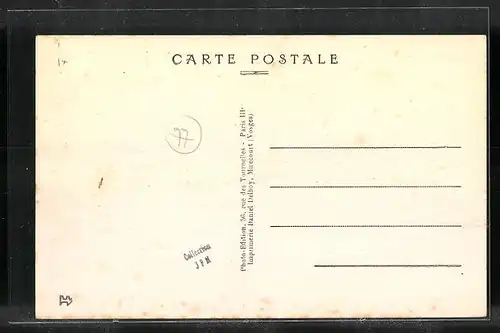 CARTE POSTALE
77
Photo-Edition, 56, rue des Tournelles - Paris III•
Imprimerie Daniel Delboy, Mirecourt (Vosges)
Collection
J P M